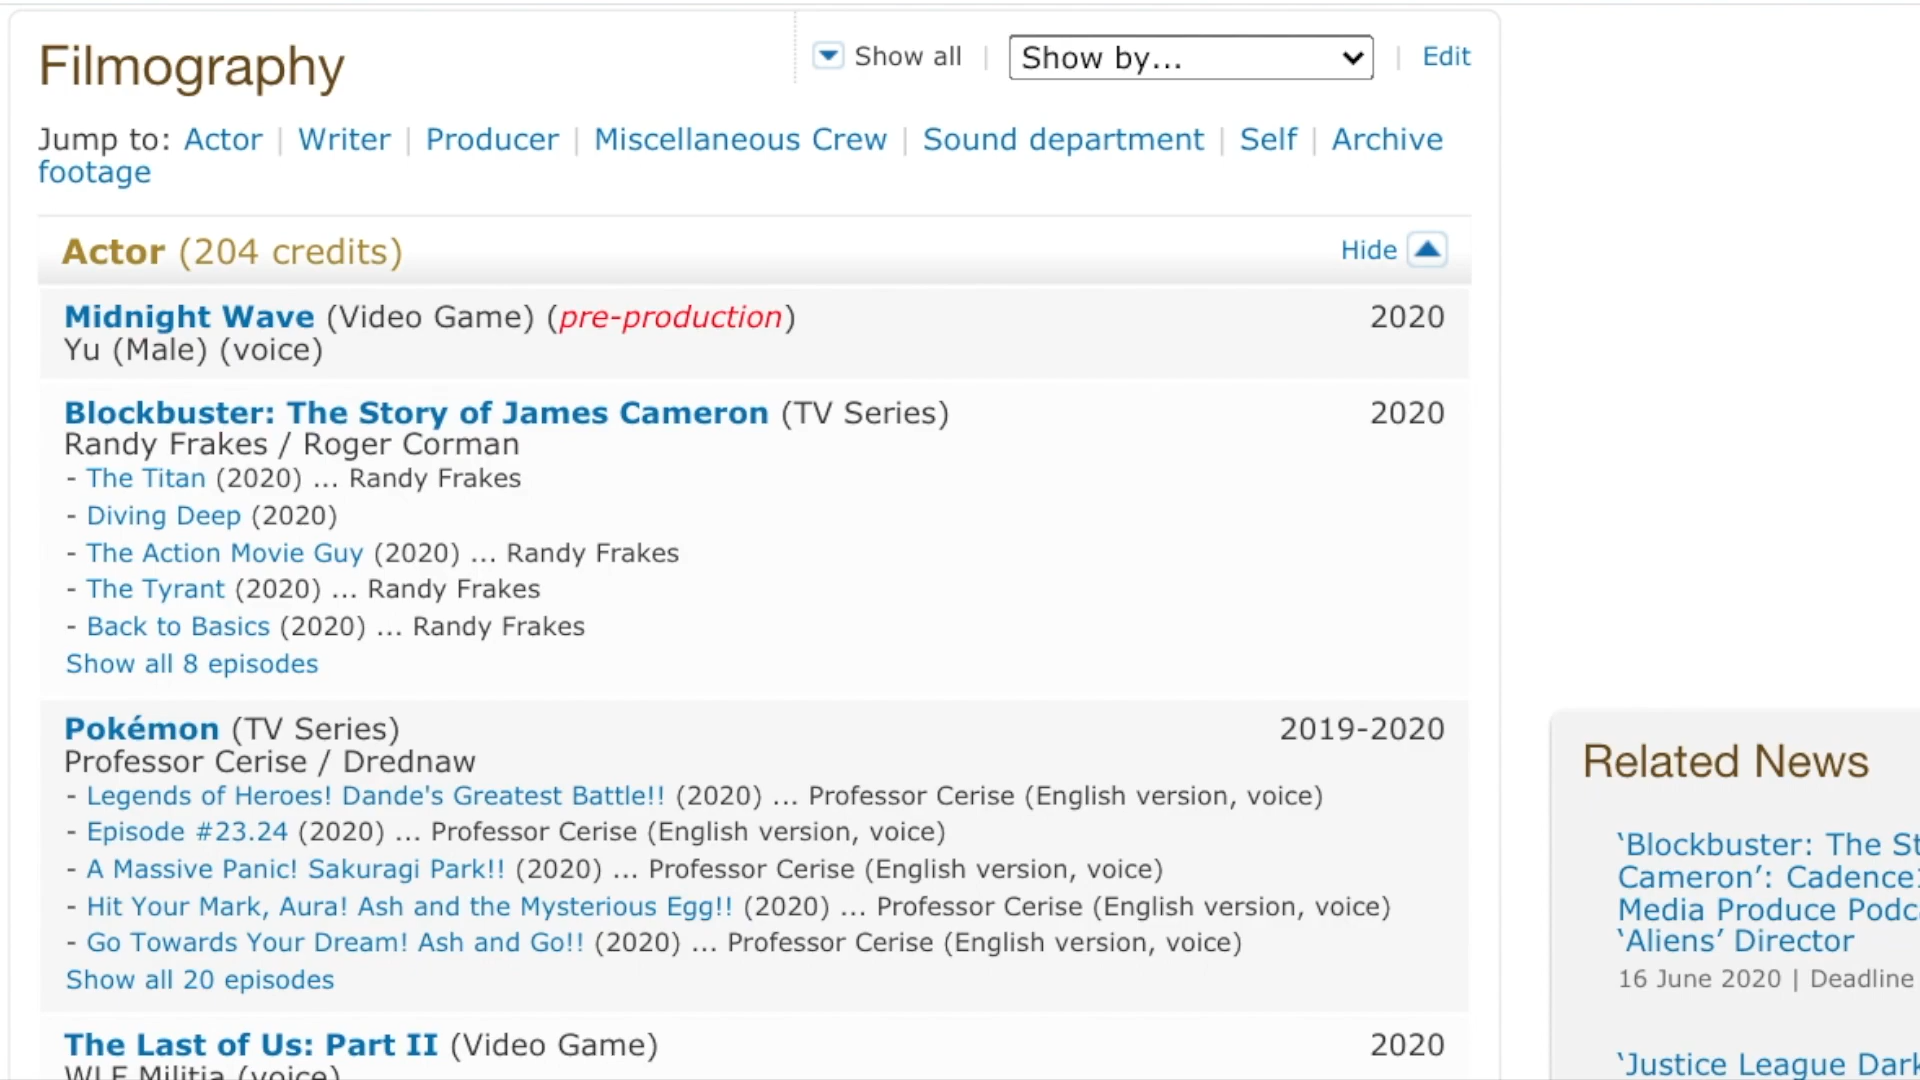 Filmography
Show all | Show by... | Edit
Jump to: Actor | Writer | Producer | Miscellaneous Crew | Sound department | Self | Archive
footage
Actor (204 credits)
Hide
Midnight Wave (Video Game) (pre-production) 2020
Yu (Male) (voice)
Blockbuster: The Story of James Cameron (TV Series) 2020
Randy Frakes / Roger Corman
- The Titan (2020) ... Randy Frakes
- Diving Deep (2020)
- The Action Movie Guy (2020) ... Randy Frakes
- The Tyrant (2020) ... Randy Frakes
- Back to Basics (2020) ... Randy Frakes
Show all 8 episodes
Pokémon (TV Series) 2019-2020
Professor Cerise / Drednaw
- Legends of Heroes! Dande's Greatest Battle!! (2020) ... Professor Cerise (English version, voice)
- Episode #23.24 (2020) ... Professor Cerise (English version, voice)
- A Massive Panic! Sakuragi Park!! (2020) ... Professor Cerise (English version, voice)
- Hit Your Mark, Aura! Ash and the Mysterious Egg!! (2020) ... Professor Cerise (English version, voice)
- Go Towards Your Dream! Ash and Go!! (2020) ... Professor Cerise (English version, voice)
Show all 20 episodes
The Last of Us: Part II (Video Game) 2020
WLF Militia (voice)
Related News
‘Blockbuster: The St
Cameron’: Cadence
Media Produce Podc
‘Aliens’ Director
16 June 2020 | Deadline
‘Justice League Dark